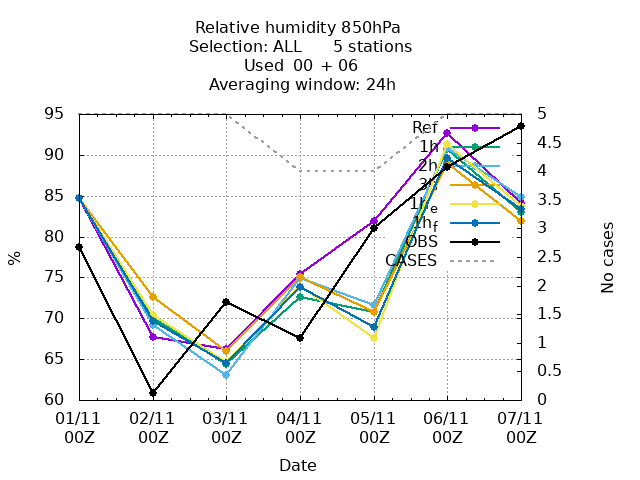 Relative humidity 850hPa
Selection: ALL 5 stations
Used 00 + 06
Averaging window: 24h
95
90
85
80
75
70
65
60
%
5
4.5
4
3.5
3
2.5
2
1.5
1
0.5
0
No cases
Ref
1h
2h
3h
1he
1hf
OBS
CASES
01/11 02/11 03/11 04/11 05/11 06/11 07/11
00Z 00Z 00Z 00Z 00Z 00Z 00Z
Date